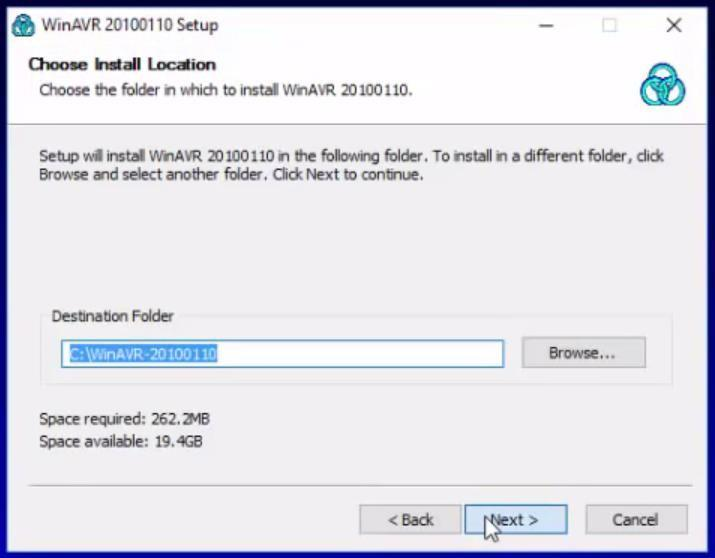 WinAVR 20100110 Setup
Choose Install Location
Choose the folder in which to install WinAVR 20100110.
Setup will install WinAVR 20100110 in the following folder. To install in a different folder, click
Browse and select another folder. Click Next to continue.
Destination Folder
C:\WinAVR-20100110
Browse...
Space required: 262.2MB
Space available: 19.4GB
< Back
Next >
Cancel